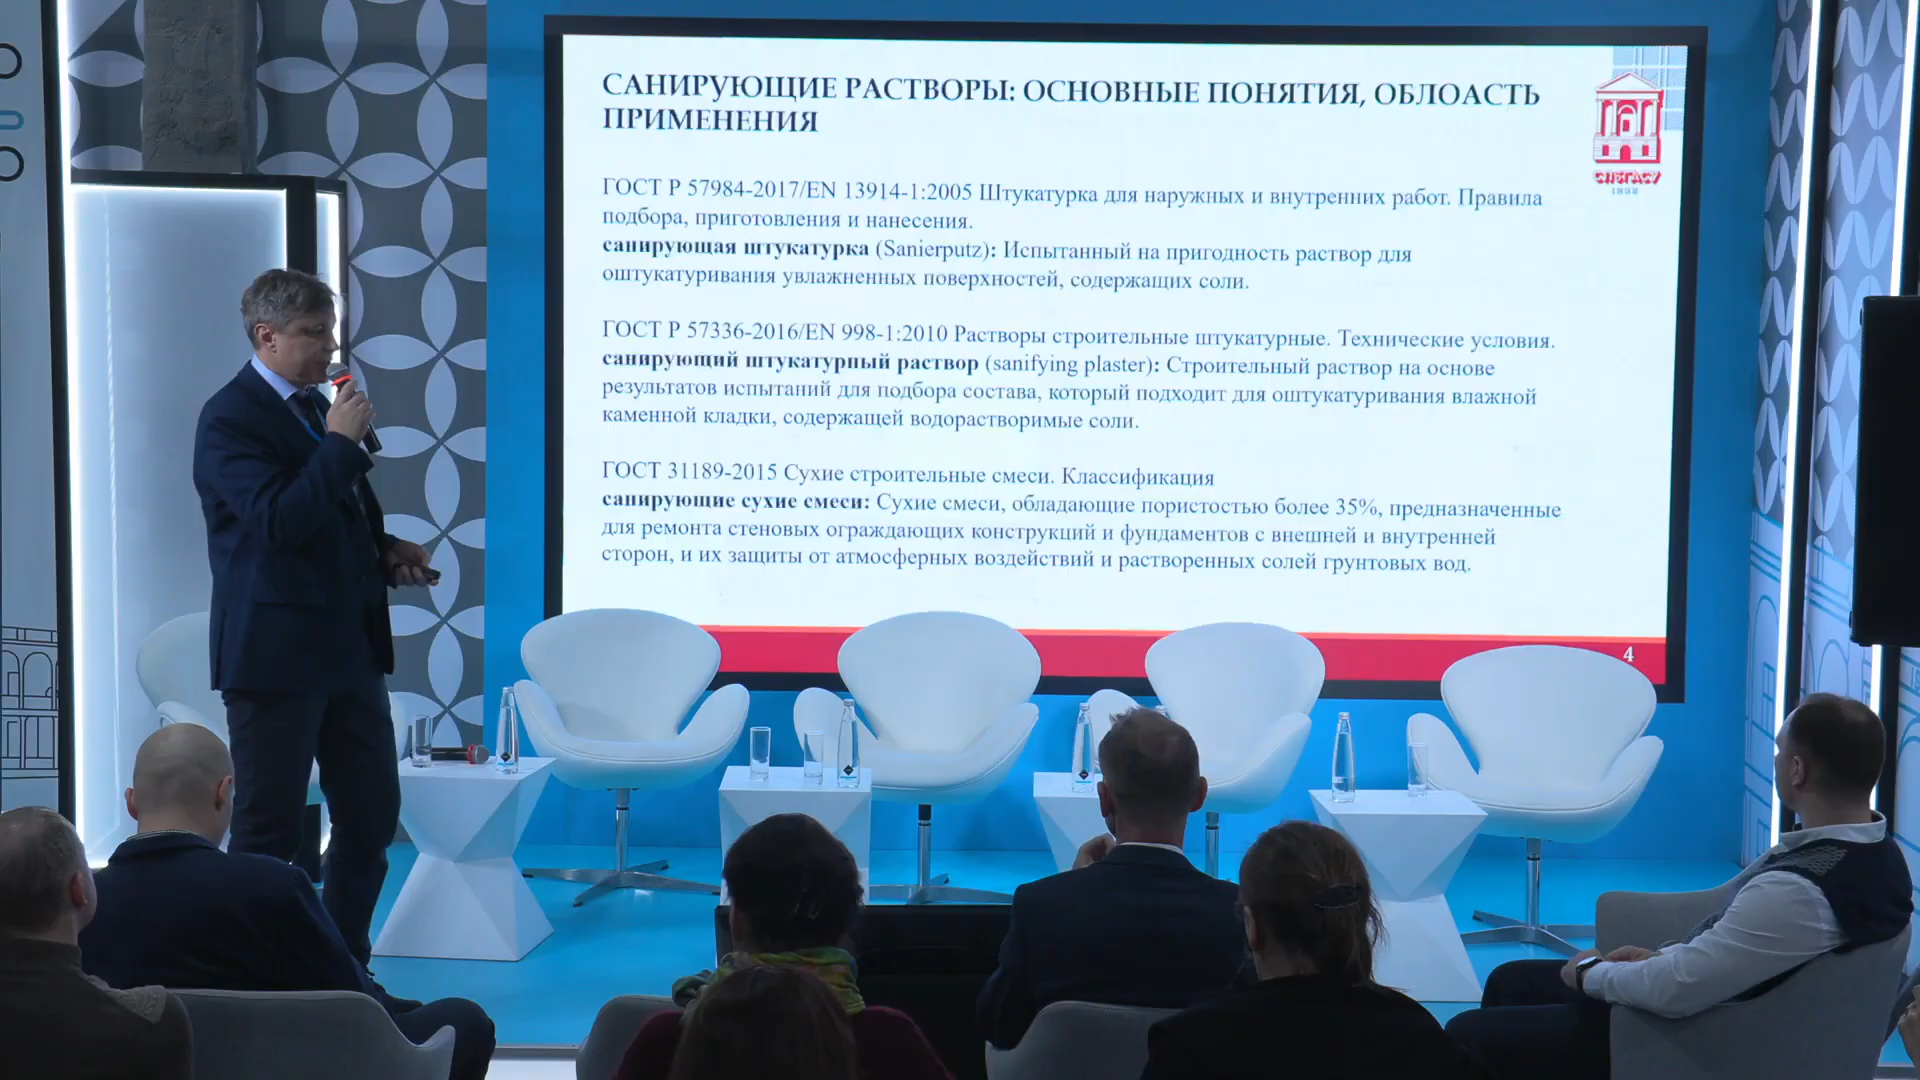 САНИРУЮЩИЕ РАСТВОРЫ: ОСНОВНЫЕ ПОНЯТИЯ, ОБЛОАСТЬ
ПРИМЕНЕНИЯ
СПБГАСУ
1832
ГОСТ Р 57984-2017/EN 13914-1:2005 Штукатурка для наружных и внутренних работ. Правила
подбора, приготовления и нанесения.
санирующая штукатурка (Sanierputz): Испытанный на пригодность раствор для
оштукатуривания увлажненных поверхностей, содержащих соли.
ГОСТ Р 57336-2016/EN 998-1:2010 Растворы строительные штукатурные. Технические условия.
санирующий штукатурный раствор (sanifying plaster): Строительный раствор на основе
результатов испытаний для подбора состава, который подходит для оштукатуривания влажной
каменной кладки, содержащей водорастворимые соли.
ГОСТ 31189-2015 Сухие строительные смеси. Классификация
санирующие сухие смеси: Сухие смеси, обладающие пористостью более 35%, предназначенные
для ремонта стеновых ограждающих конструкций и фундаментов с внешней и внутренней
сторон, и их защиты от атмосферных воздействий и растворенных солей грунтовых вод.
4